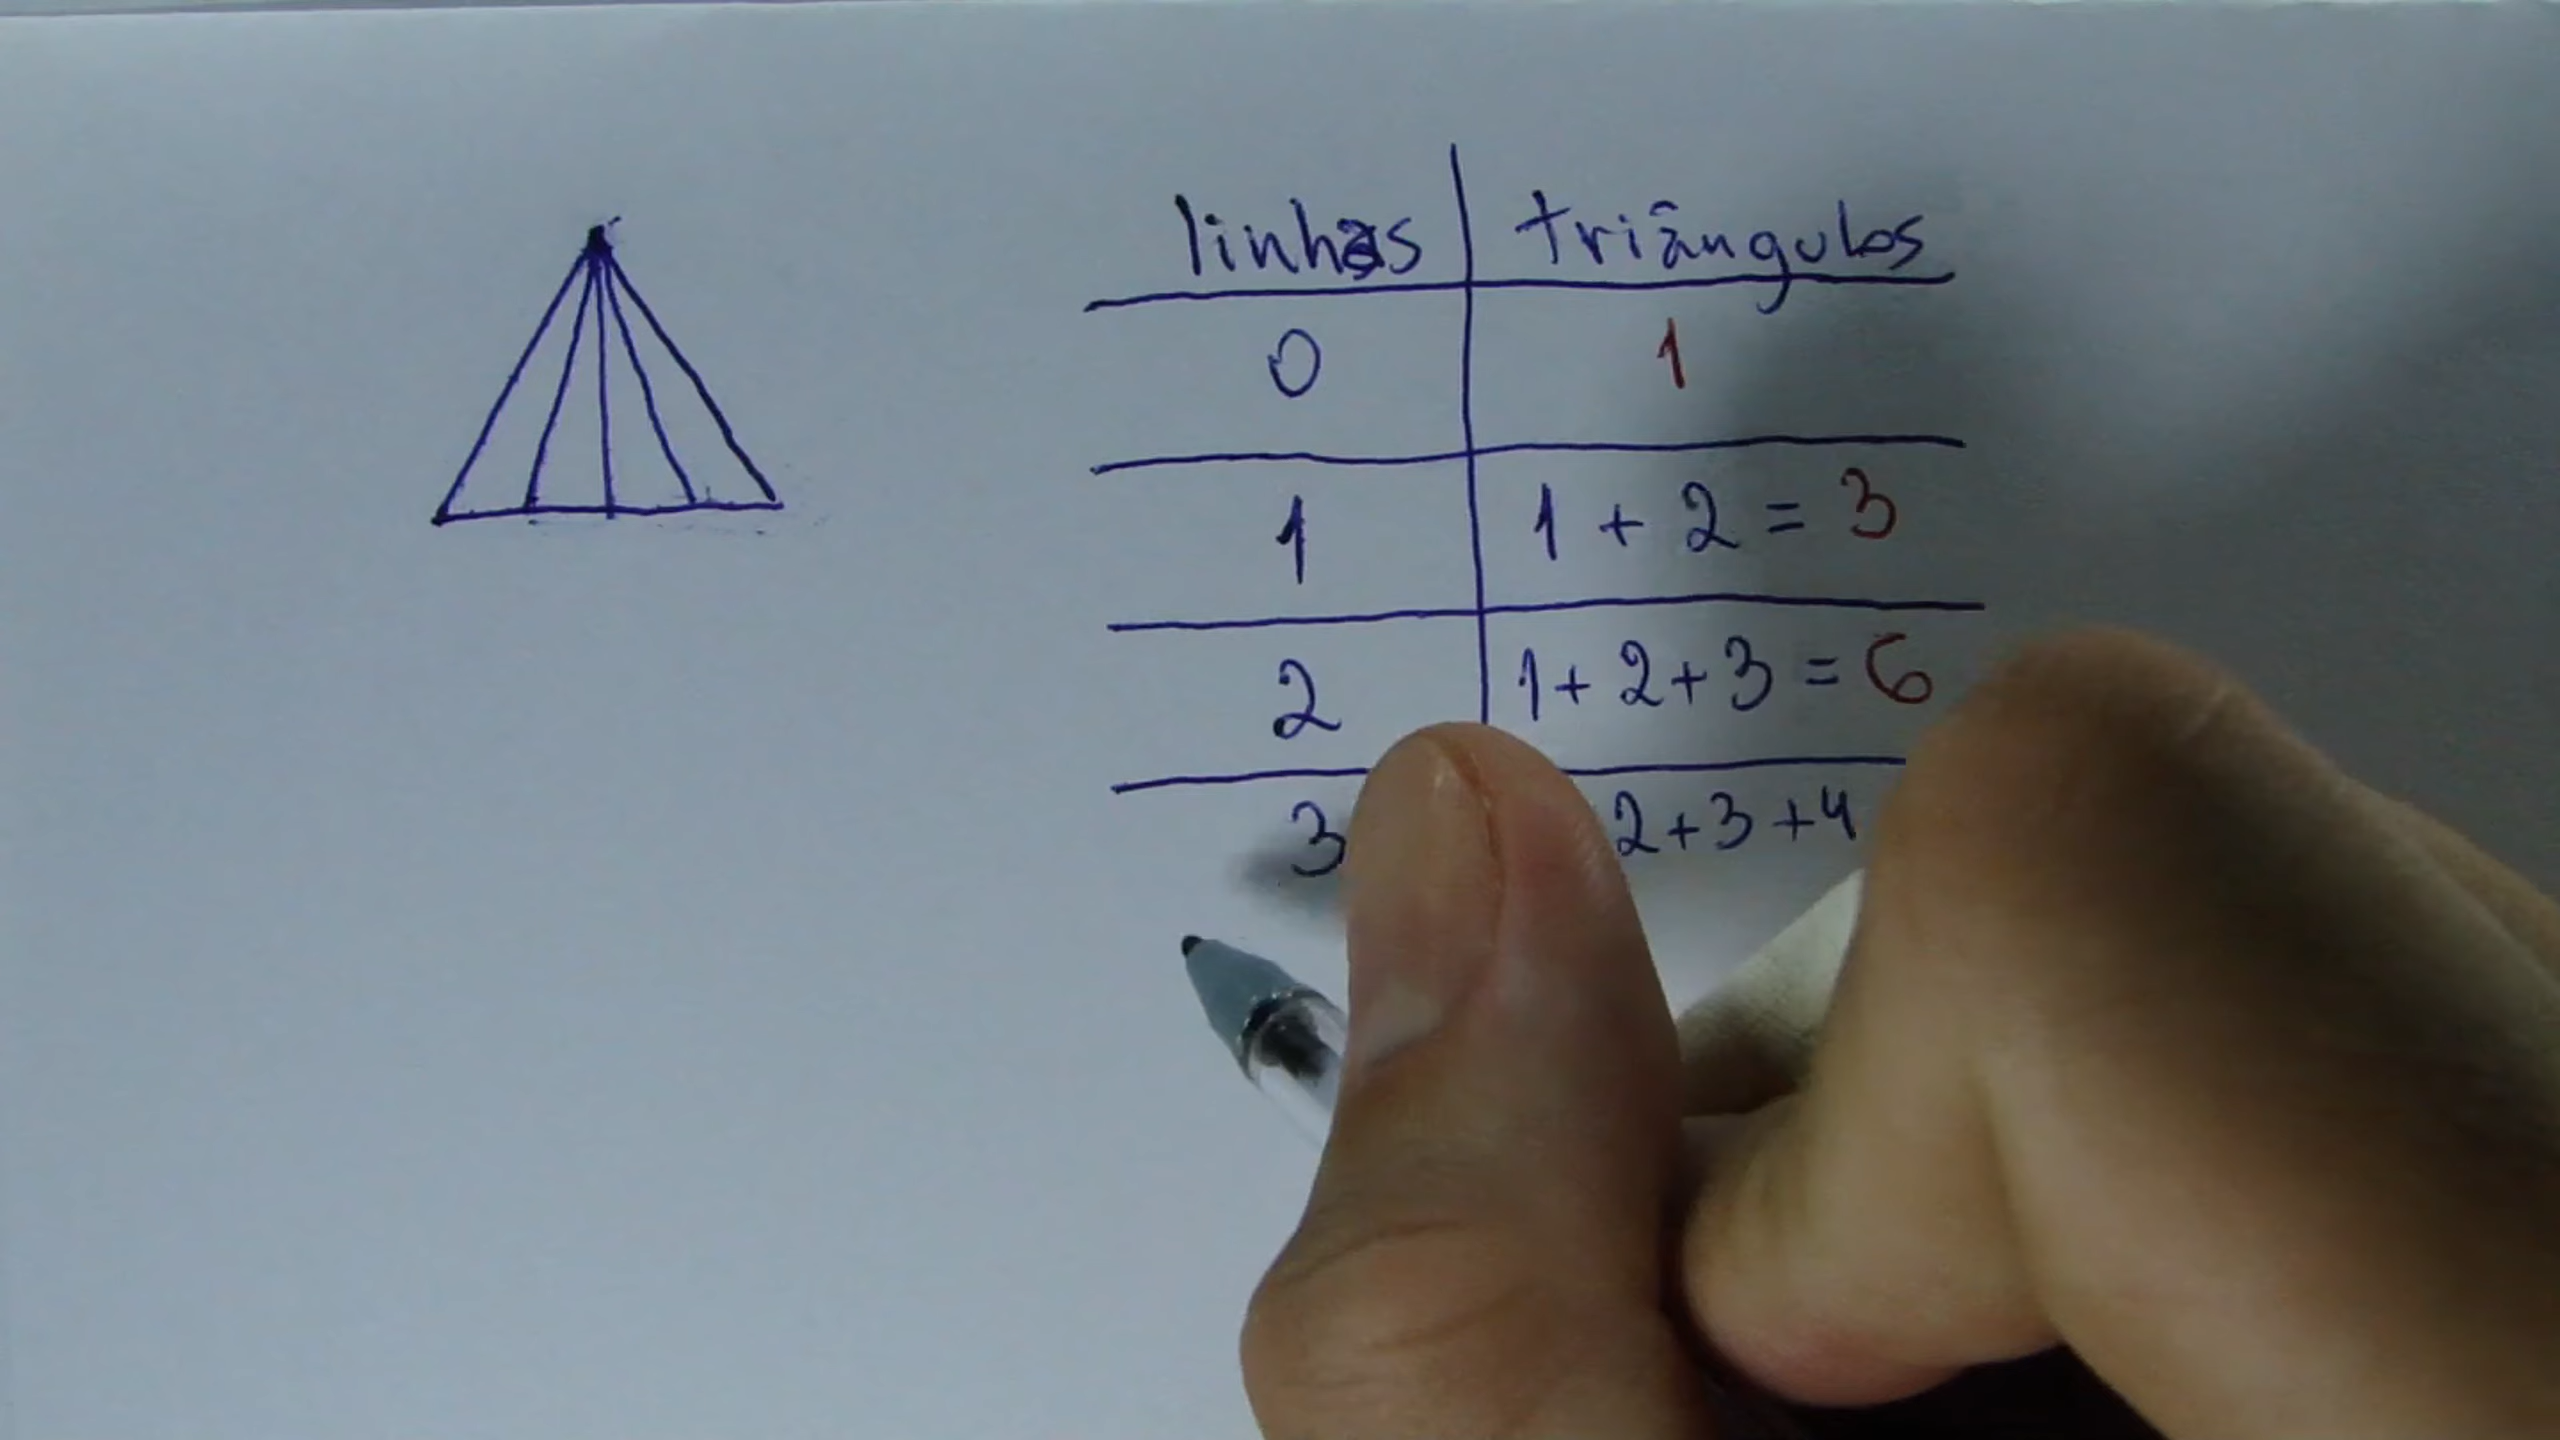 linhas triângulos
0 1
1 1 + 2 = 3
2 1 + 2 + 3 = 6
3 2 + 3 + 4